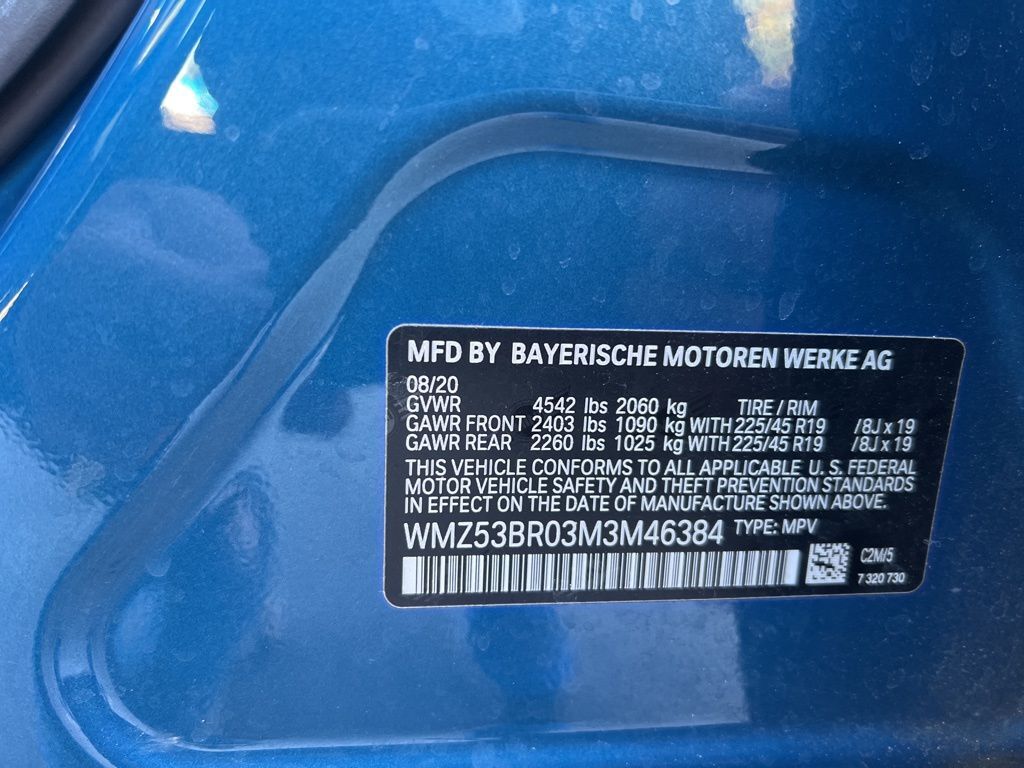 MFD BY BAYERISCHE MOTOREN WERKE AG
08/20
GVWR 4542 lbs 2060 kg TIRE / RIM
GAWR FRONT 2403 lbs 1090 kg WITH 225/45 R19 /8J x 19
GAWR REAR 2260 lbs 1025 kg WITH 225/45 R19 /8J x 19
THIS VEHICLE CONFORMS TO ALL APPLICABLE U. S. FEDERAL
MOTOR VEHICLE SAFETY AND THEFT PREVENTION STANDARDS
IN EFFECT ON THE DATE OF MANUFACTURE SHOWN ABOVE.
WMZ53BR03M3M46384 TYPE: MPV
C2M/5
7 320 730